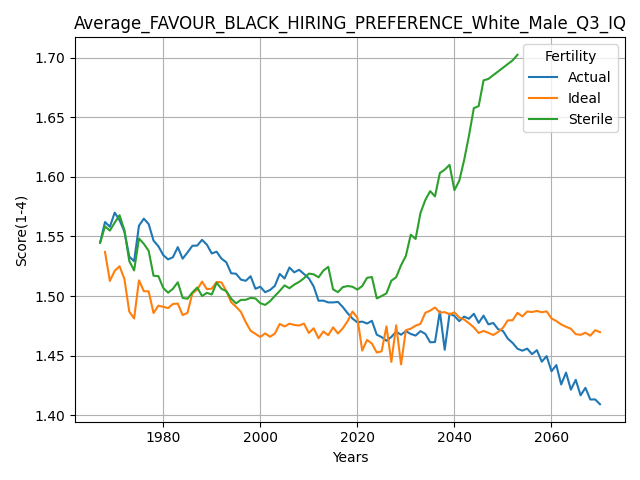 Average_FAVOUR_BLACK_HIRING_PREFERENCE_White_Male_Q3_IQ
Fertility
Actual
Ideal
Sterile
Score(1-4)
1.70
1.65
1.60
1.55
1.50
1.45
1.40
1980
2000
2020
2040
2060
Years